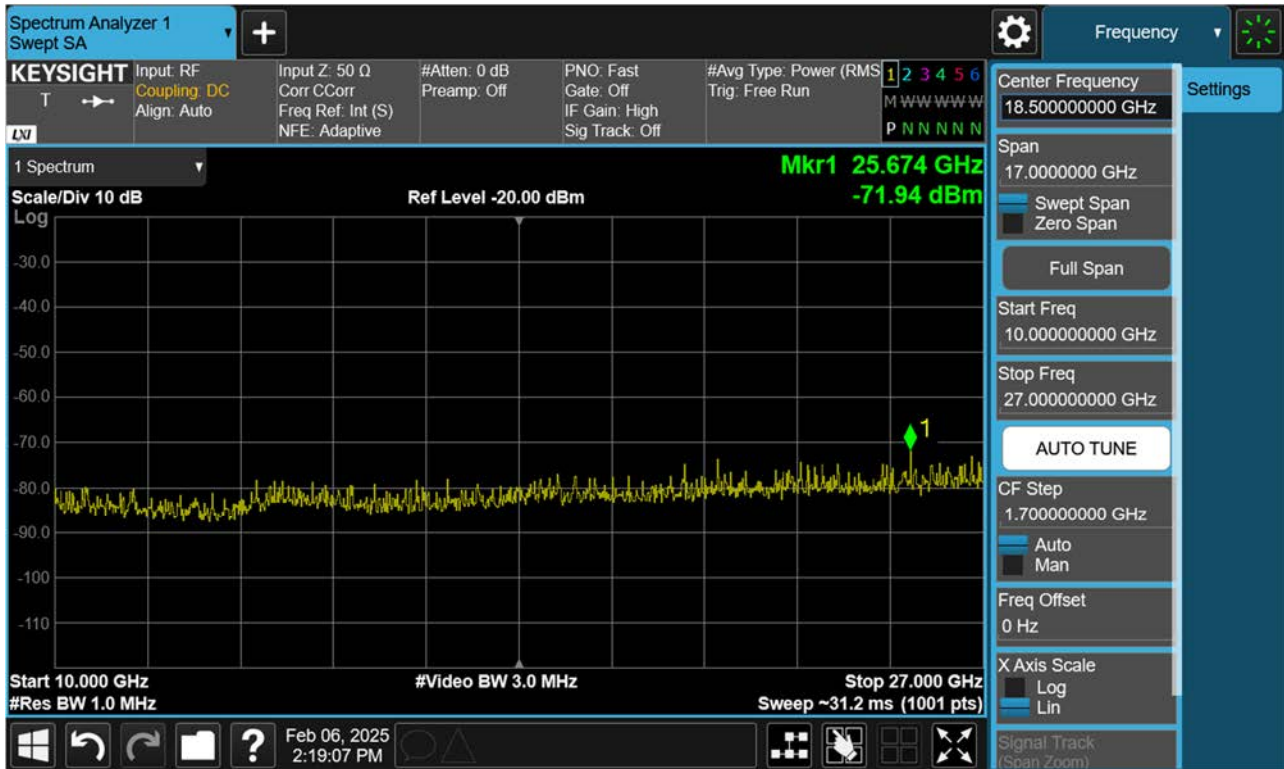 Spectrum Analyzer 1
Swept SA
+
Frequency
KEYSIGHT
T
LXI
Input: RF
Coupling: DC
Align: Auto
Input Z: 50 Ω
Corr CCorr
Freq Ref: Int (S)
NFE: Adaptive
#Atten: 0 dB
Preamp: Off
PNO: Fast
Gate: Off
IF Gain: High
Sig Track: Off
#Avg Type: Power (RMS
Trig: Free Run
1 2 3 4 5 6
M W W W W W
P N N N N N
1 Spectrum
Scale/Div 10 dB
Ref Level -20.00 dBm
Mkr1 25.674 GHz
-71.94 dBm
Log
-30.0
-40.0
-50.0
-60.0
-70.0
-80.0
-90.0
-100
-110
1
Start 10.000 GHz
#Video BW 3.0 MHz
Stop 27.000 GHz
#Res BW 1.0 MHz
Sweep ~31.2 ms (1001 pts)
?
Feb 06, 2025
2:19:07 PM
Center Frequency
18.500000000 GHz
Settings
Span
17.0000000 GHz
Swept Span
Zero Span
Full Span
Start Freq
10.000000000 GHz
Stop Freq
27.000000000 GHz
AUTO TUNE
CF Step
1.700000000 GHz
Auto
Man
Freq Offset
0 Hz
X Axis Scale
Log
Lin
Signal Track
(Span Zoom)